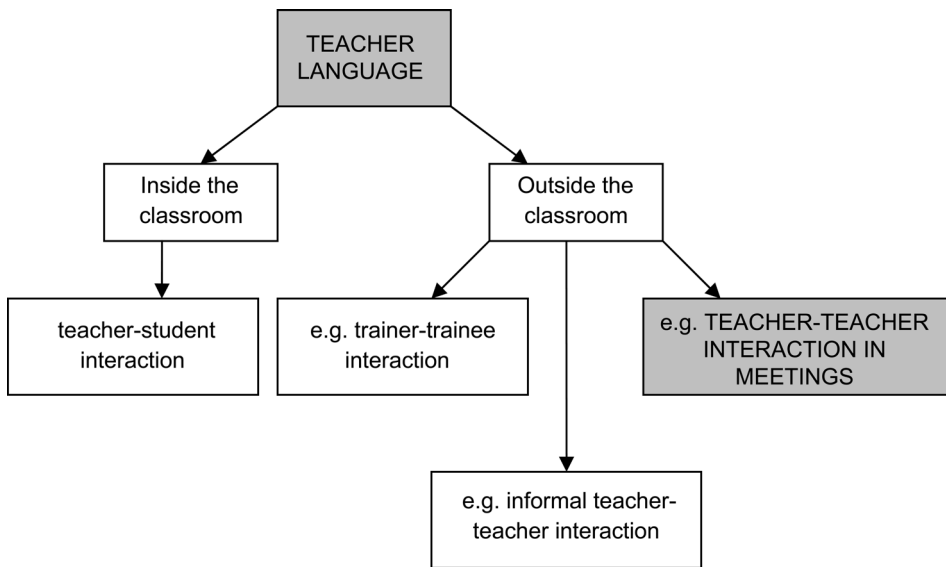 TEACHER
LANGUAGE
Inside the
classroom
Outside the
classroom
teacher-student
interaction
e.g. trainer-trainee
interaction
e.g. TEACHER-TEACHER
INTERACTION IN
MEETINGS
e.g. informal teacher-
teacher interaction